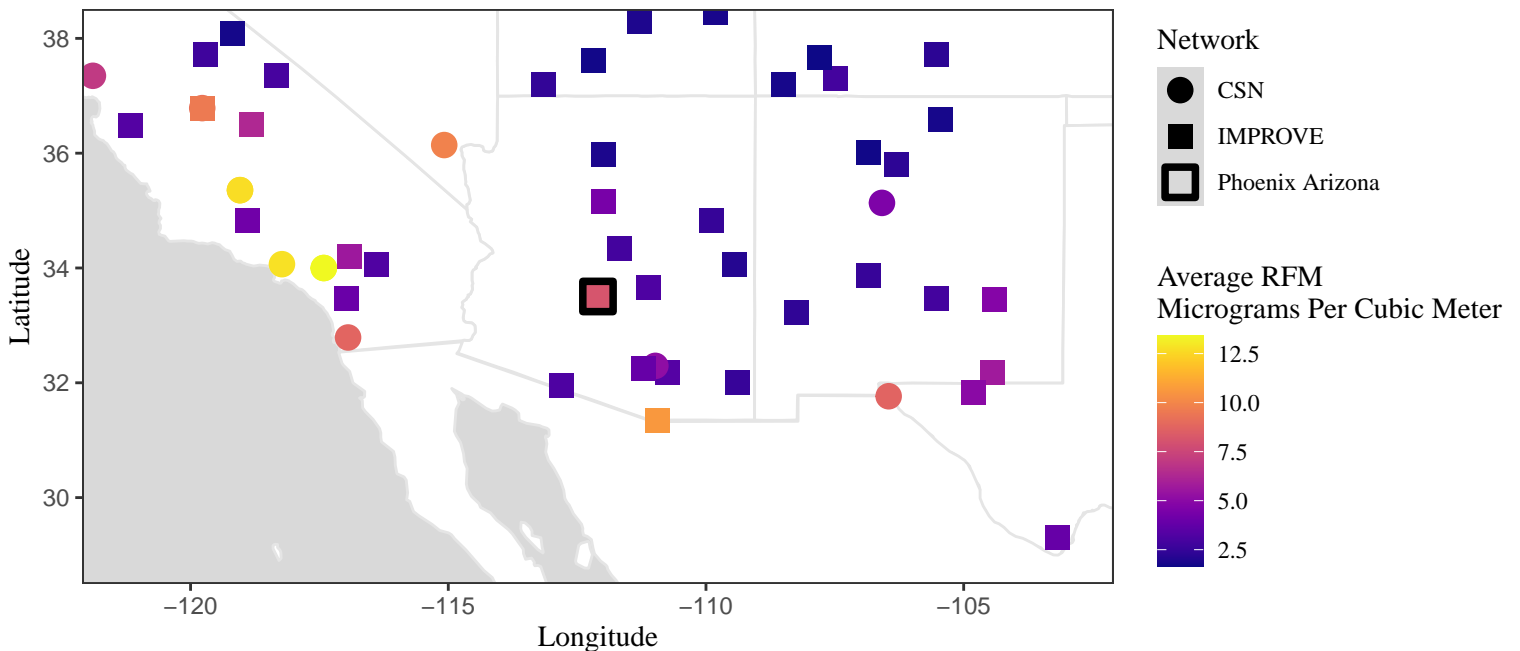 38
36
34
32
30
Latitude
−120
−115
−110
−105
Longitude
Network
CSN
IMPROVE
Phoenix Arizona
Average RFM
Micrograms Per Cubic Meter
12.5
10.0
7.5
5.0
2.5